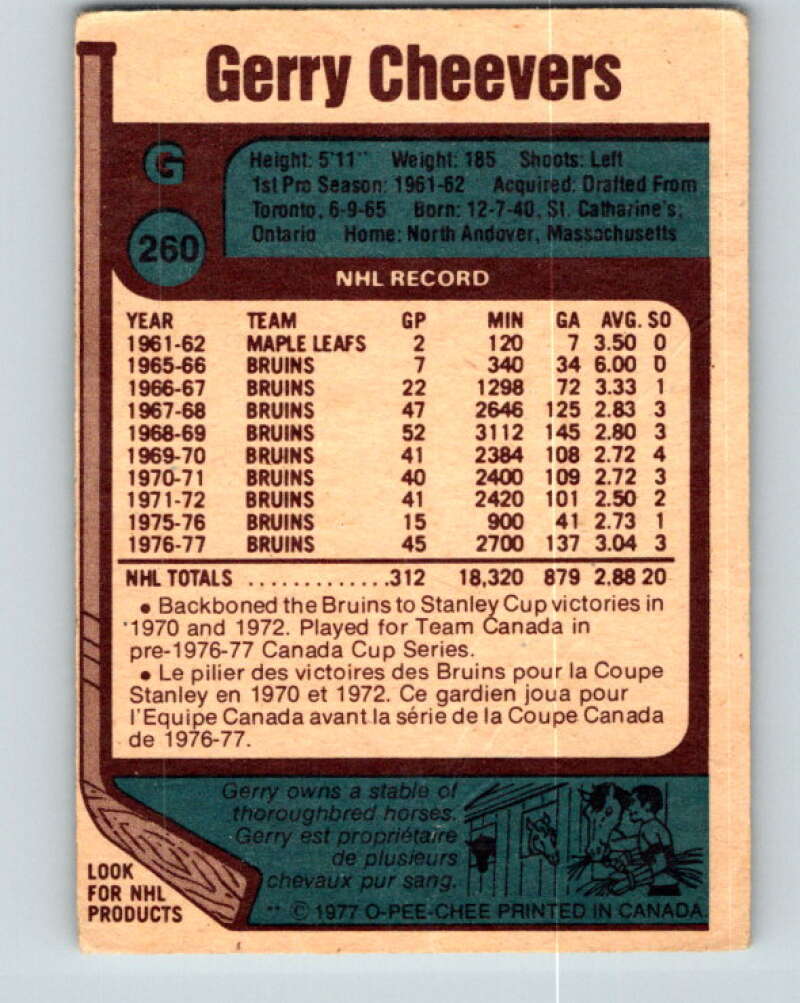 Gerry Cheevers
G
260
Height: 5'11" Weight: 185 Shoots: Left
1st Pro Season: 1961-62 Acquired: Drafted From
Toronto, 6-9-65 Born: 12-7-40, St. Catharine's,
Ontario Home: North Andover, Massachusetts
NHL RECORD
YEAR TEAM GP MIN GA AVG. SO
1961-62 MAPLE LEAFS 2 120 7 3.50 0
1965-66 BRUINS 7 340 34 6.00 0
1966-67 BRUINS 22 1298 72 3.33 1
1967-68 BRUINS 47 2646 125 2.83 3
1968-69 BRUINS 52 3112 145 2.80 3
1969-70 BRUINS 41 2384 108 2.72 4
1970-71 BRUINS 40 2400 109 2.72 3
1971-72 BRUINS 41 2420 101 2.50 2
1975-76 BRUINS 15 900 41 2.73 1
1976-77 BRUINS 45 2700 137 3.04 3
NHL TOTALS .............312 18,320 879 2.88 20
• Backboned the Bruins to Stanley Cup victories in
1970 and 1972. Played for Team Canada in
pre-1976-77 Canada Cup Series.
• Le pilier des victoires des Bruins pour la Coupe
Stanley en 1970 et 1972. Ce gardien joua pour
l'Equipe Canada avant la série de la Coupe Canada
de 1976-77.
Gerry owns a stable of
thoroughbred horses.
Gerry est propriétaire
de plusieurs
chevaux pur sang.
LOOK
FOR NHL
PRODUCTS
** © 1977 O-PEE-CHEE PRINTED IN CANADA